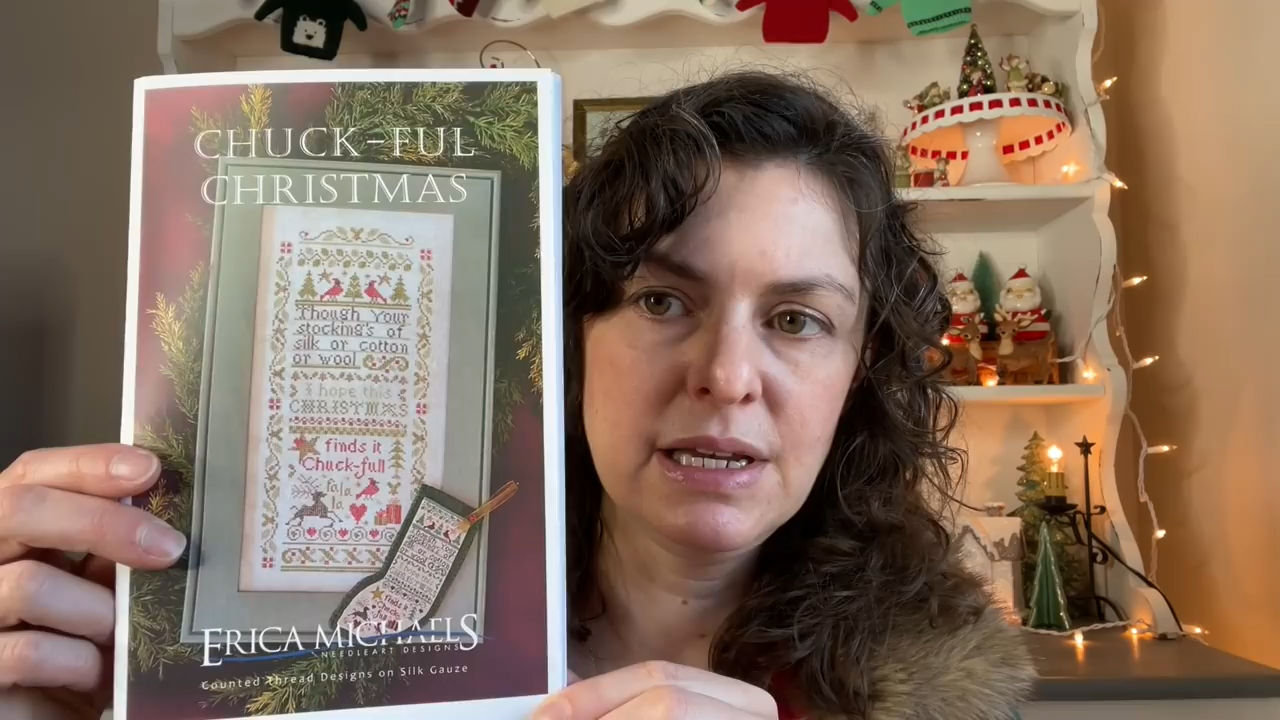 CHUCK-FUL
CHRISTMAS
Though Your
stocking's of
silk or cotton
or wool
I hope this
CHRISTMAS
finds it
Chuck-full
fa la
la
ERICA MICHAELS
NEEDLEART DESIGNS
Counted Thread Designs on Silk Gauze